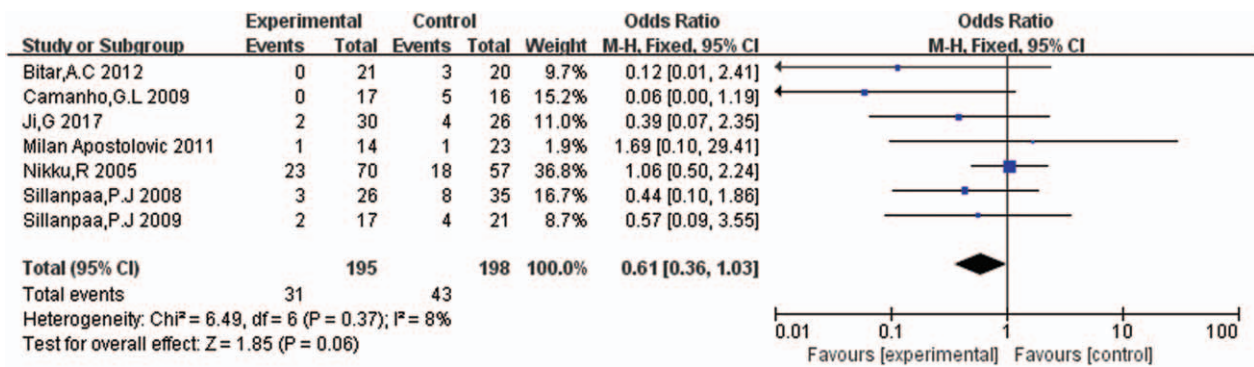 Experimental Control Odds Ratio Odds Ratio
Study or Subgroup Events Total Events Total Weight M-H, Fixed, 95% CI M-H, Fixed, 95% CI
Bitar,A.C 2012 0 21 3 20 9.7% 0.12 [0.01, 2.41]
Camanho,G.L 2009 0 17 5 16 15.2% 0.06 [0.00, 1.19]
Ji,G 2017 2 30 4 26 11.0% 0.39 [0.07, 2.35]
Milan Apostolovic 2011 1 14 1 23 1.9% 1.69 [0.10, 29.41]
Nikku,R 2005 23 70 18 57 36.8% 1.06 [0.50, 2.24]
Sillanpaa,P.J 2008 3 26 8 35 16.7% 0.44 [0.10, 1.86]
Sillanpaa,P.J 2009 2 17 4 21 8.7% 0.57 [0.09, 3.55]
Total (95% CI) 195 198 100.0% 0.61 [0.36, 1.03]
Total events 31 43
Heterogeneity: Chi² = 6.49, df = 6 (P = 0.37); I² = 8%
Test for overall effect: Z = 1.85 (P = 0.06)
0.01 0.1 1 10 100
Favours [experimental] Favours [control]